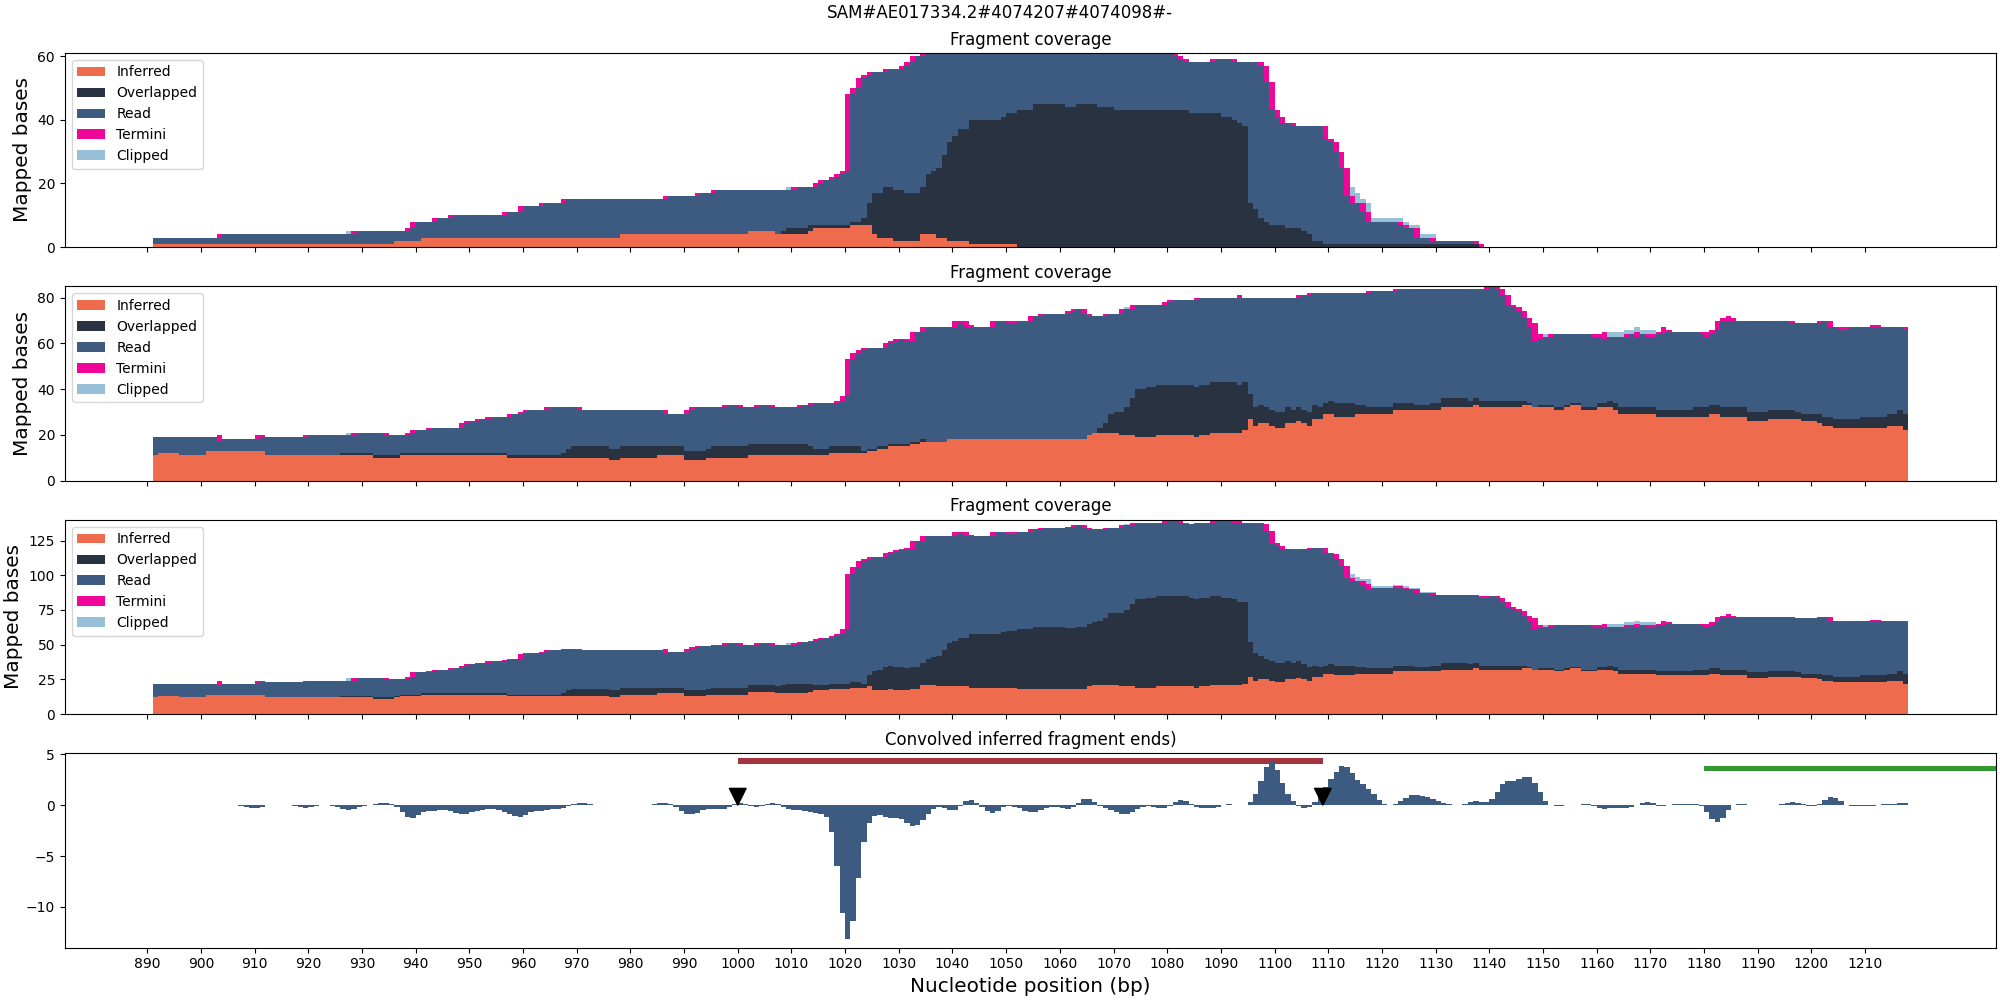 SAM#AE017334.2#4074207#4074098#-
Fragment coverage
Mapped bases
60
40
20
0
Inferred
Overlapped
Read
Termini
Clipped
Fragment coverage
Mapped bases
80
60
40
20
0
Inferred
Overlapped
Read
Termini
Clipped
Fragment coverage
Mapped bases
125
100
75
50
25
0
Inferred
Overlapped
Read
Termini
Clipped
Convolved inferred fragment ends)
5
0
−5
−10
890 900 910 920 930 940 950 960 970 980 990 1000 1010 1020 1030 1040 1050 1060 1070 1080 1090 1100 1110 1120 1130 1140 1150 1160 1170 1180 1190 1200 1210
Nucleotide position (bp)